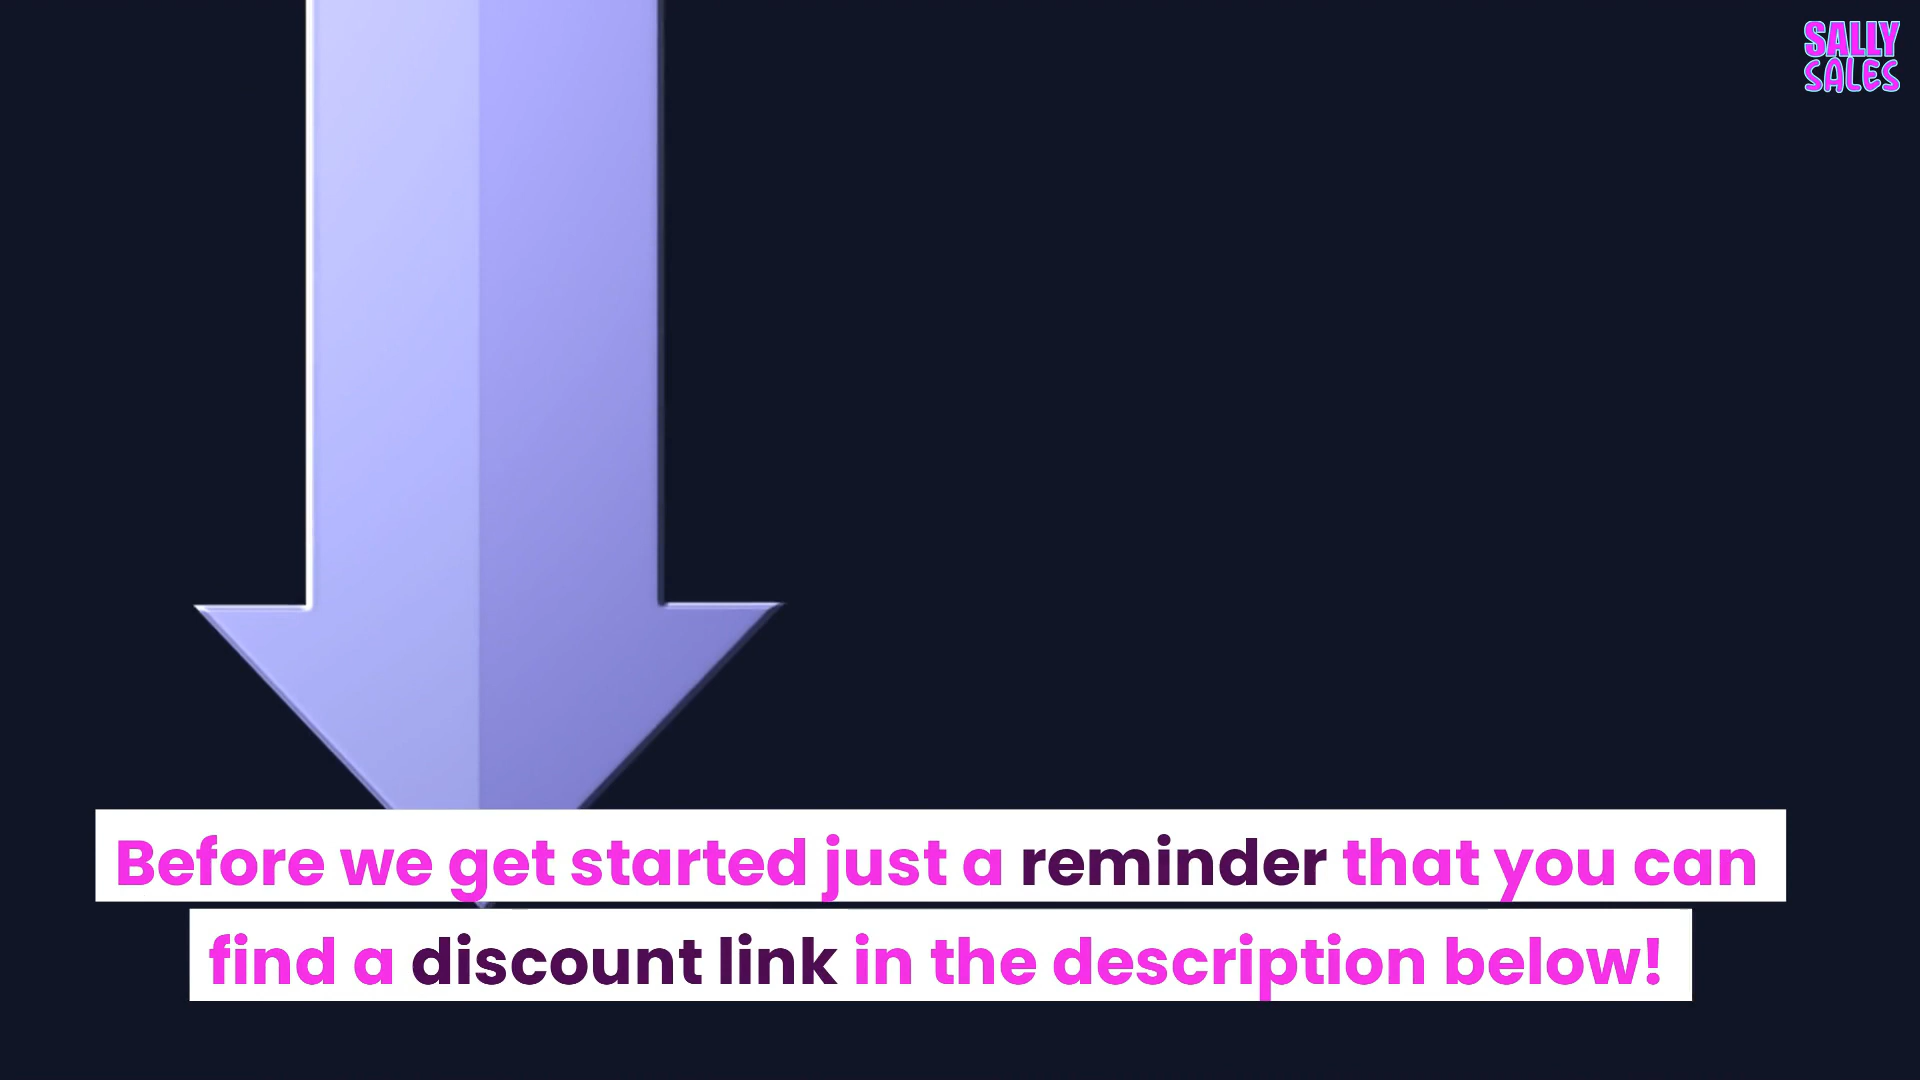 SALLY
SALES
Before we get started just a reminder that you can
find a discount link in the description below!